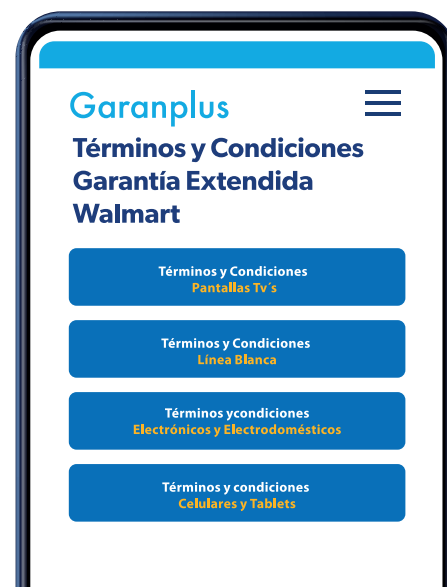 Garanplus
Términos y Condiciones
Garantía Extendida
Walmart
Términos y Condiciones
Pantallas Tv´s
Términos y Condiciones
Línea Blanca
Términos ycondiciones
Electrónicos y Electrodomésticos
Términos y condiciones
Celulares y Tablets